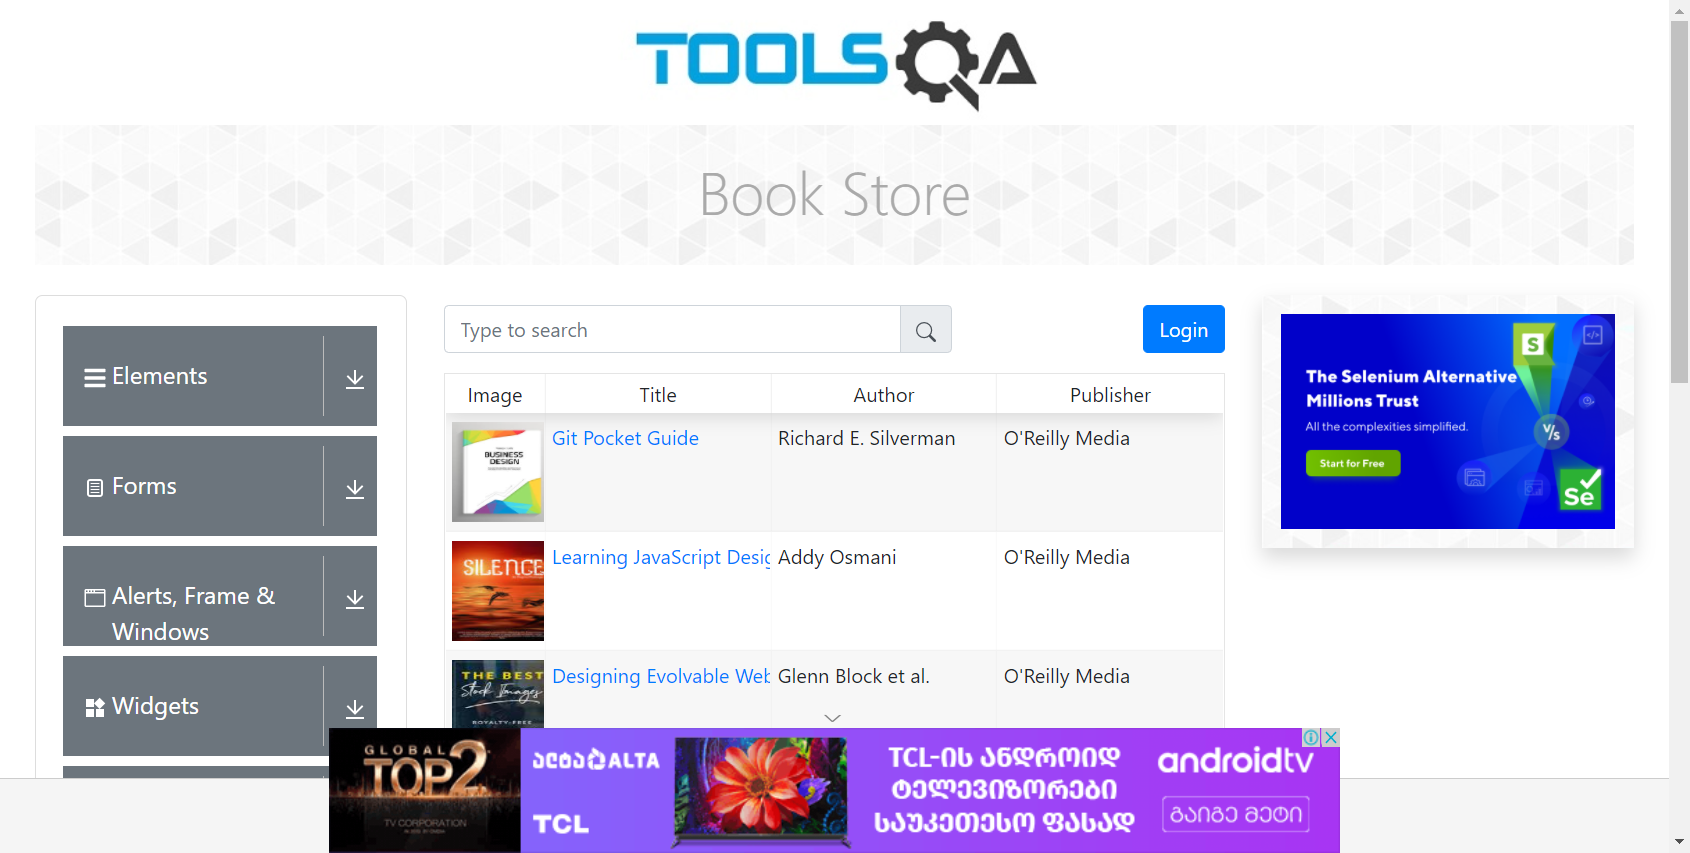 TOOLSQA
Book Store
Elements
Forms
Alerts, Frame &
Windows
Widgets
Type to search
Login
Image Title Author Publisher
BUSINESS
DESIGN
Git Pocket Guide Richard E. Silverman O'Reilly Media
SILENCE
Learning JavaScript Desig Addy Osmani O'Reilly Media
THE BEST
Stock Images
ROYALTY-FREE
Designing Evolvable Web Glenn Block et al. O'Reilly Media
The Selenium Alternative
Millions Trust
All the complexities simplified.
Start for Free
S
V/s
Se
GLOBAL
TOP2
TV CORPORATION
ალტა ALTA
TCL
TCL-ის ანდროიდ
ტელევიზორები
საუკეთესო ფასად
androidtv
გაიგე მეტი